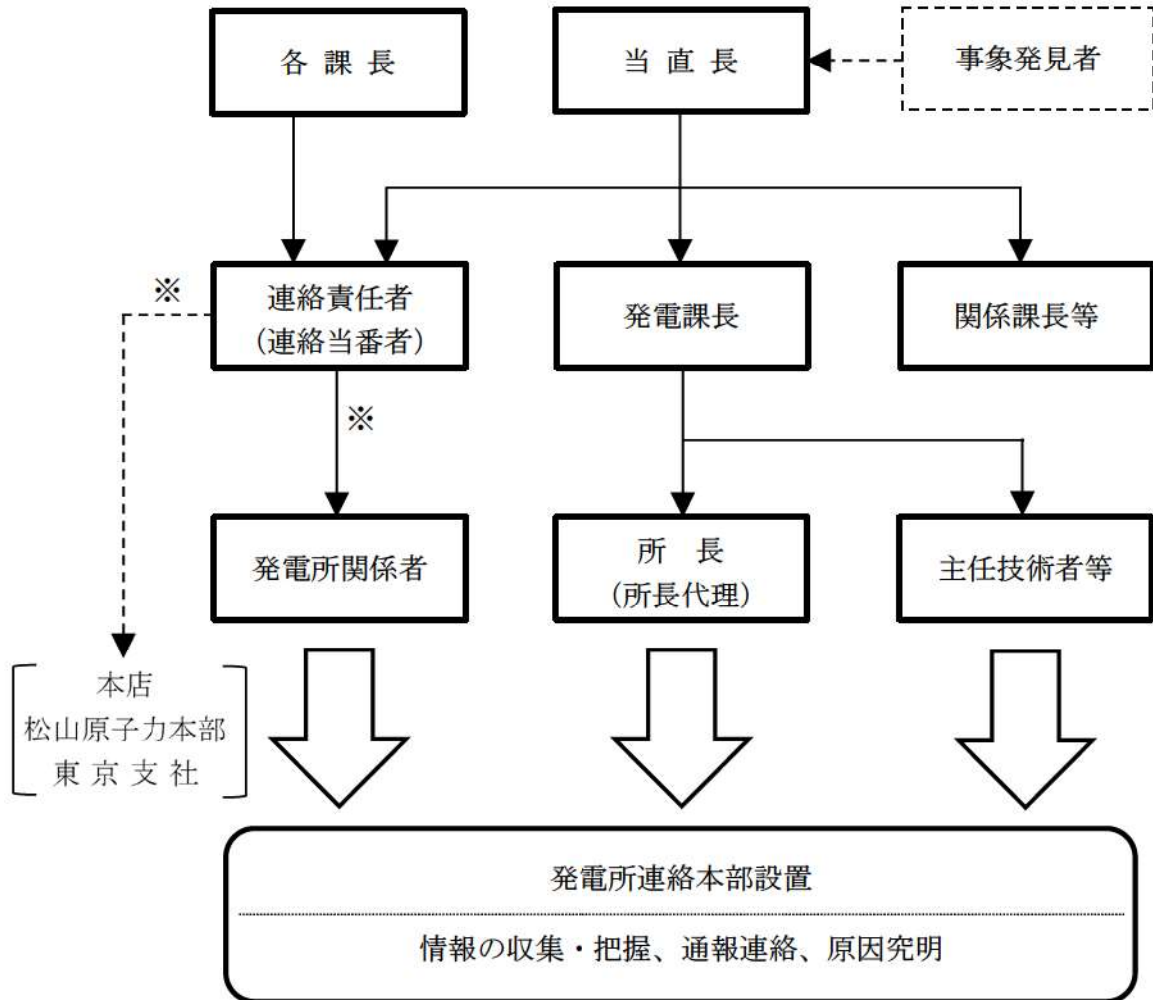 各 課 長
当 直 長
事象発見者
※
連絡責任者
(連絡当番者)
発電課長
関係課長等
※
発電所関係者
所 長
(所長代理)
主任技術者等
本店
松山原子力本部
東 京 支 社
発電所連絡本部設置
情報の収集・把握、通報連絡、原因究明